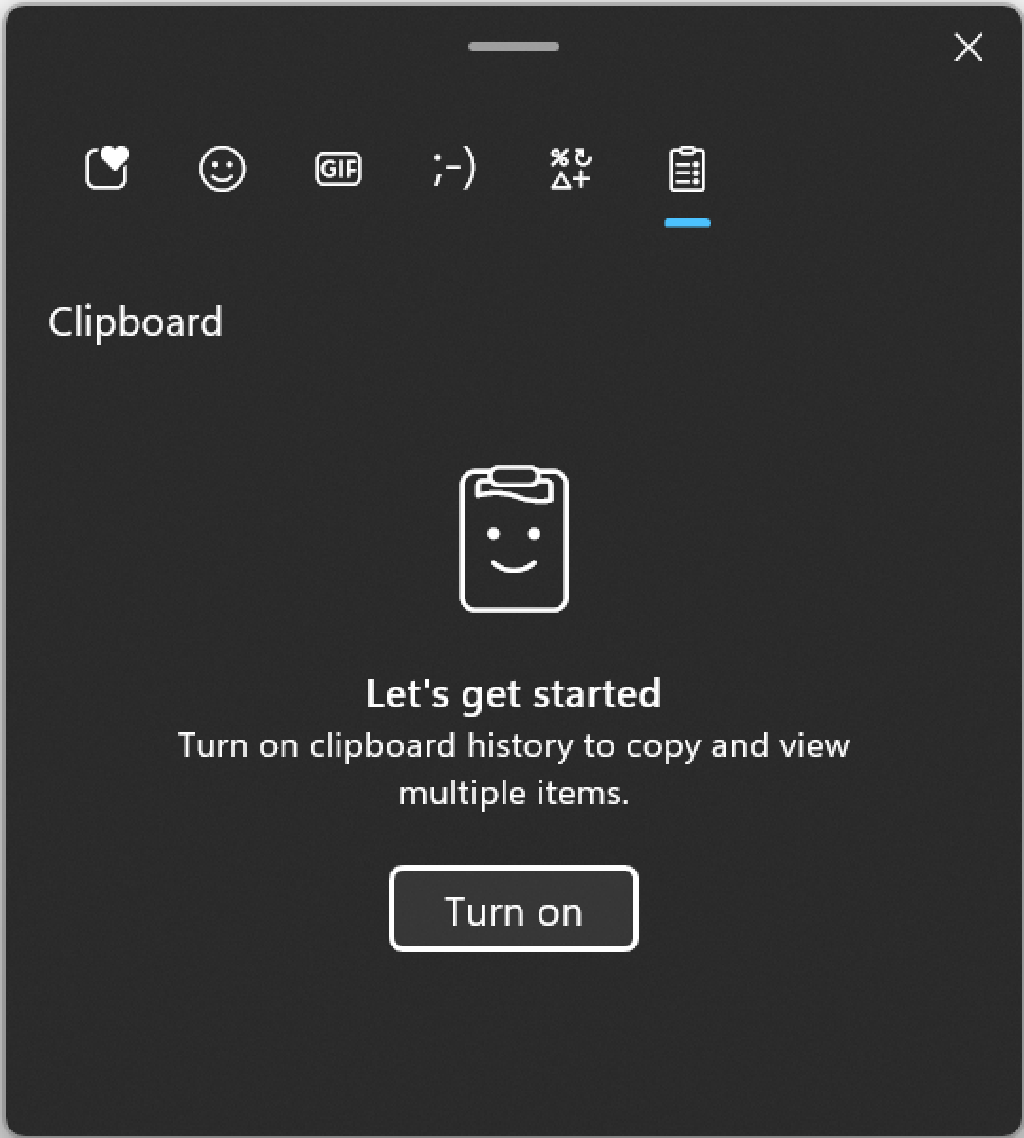 GIF ;-)
Clipboard
Let's get started
Turn on clipboard history to copy and view
multiple items.
Turn on